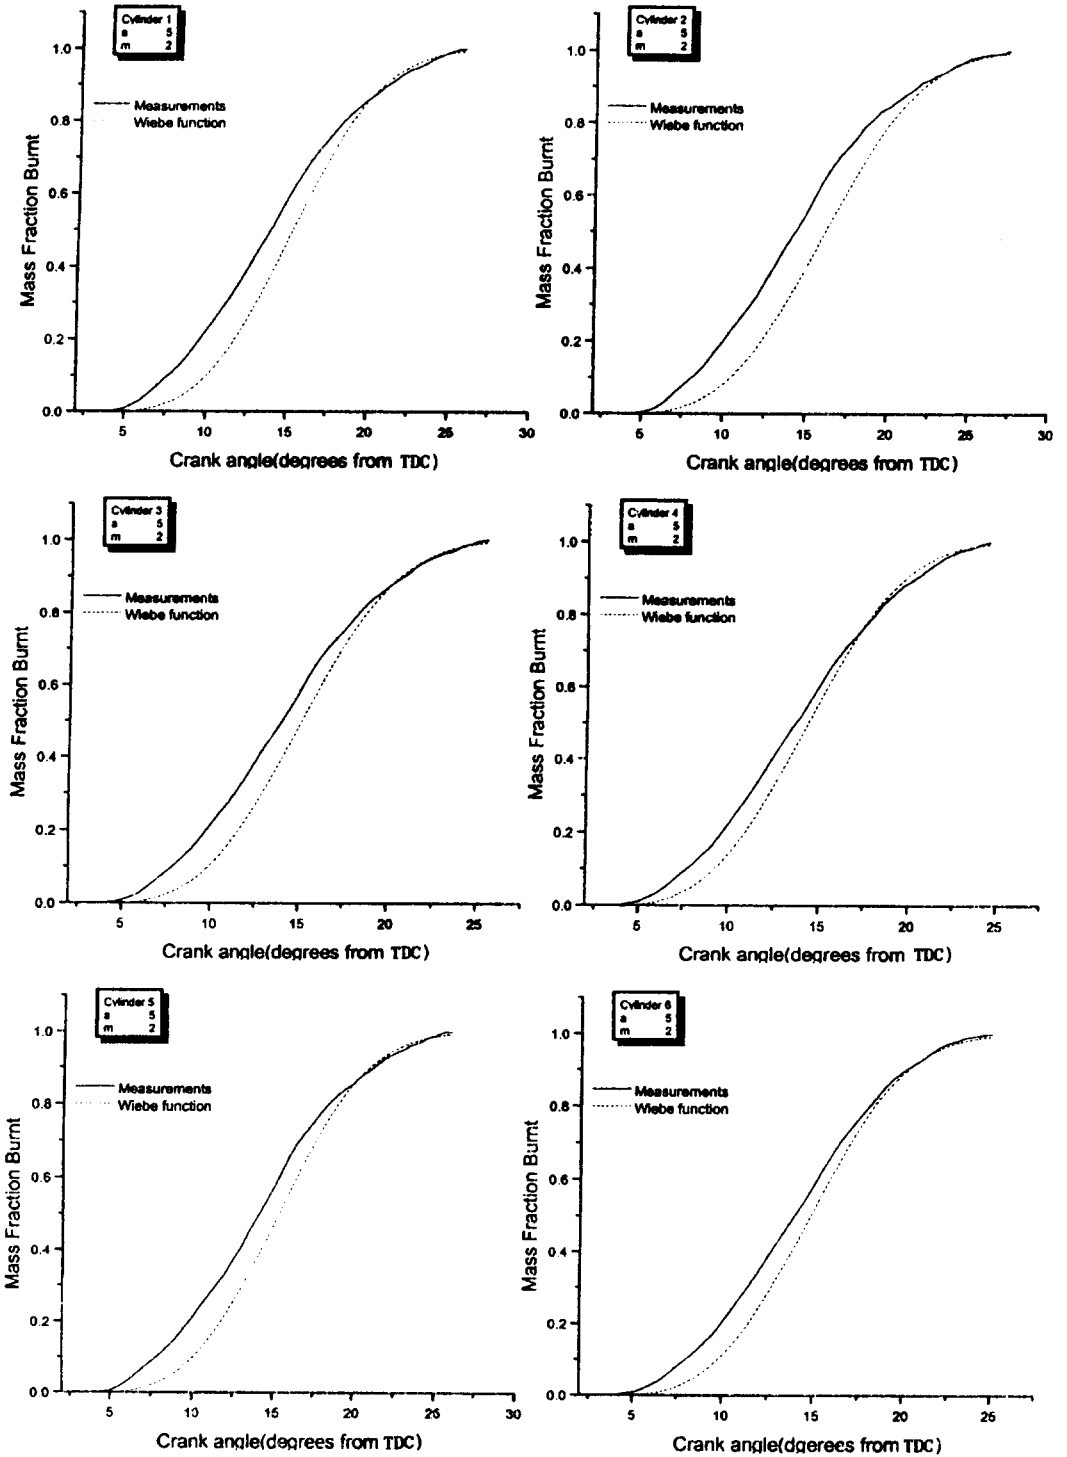 Cylinder 1
a 5
m 2
Measurements
Wiebe function
Mass Fraction Burnt
1.0
0.8
0.6
0.4
0.2
0.0
5 10 15 20 25 30
Crank angle(degrees from TDC)
Cylinder 2
a 5
m 2
Measurements
Wiebe function
Mass Fraction Burnt
1.0
0.8
0.6
0.4
0.2
0.0
5 10 15 20 25 30
Crank angle(degrees from TDC)
Cylinder 3
a 5
m 2
Measurements
Wiebe function
Mass Fraction Burnt
1.0
0.8
0.6
0.4
0.2
0.0
5 10 15 20 25
Crank angle(degrees from TDC)
Cylinder 4
a 5
m 2
Measurements
Wiebe function
Mass Fraction Burnt
1.0
0.8
0.6
0.4
0.2
0.0
5 10 15 20 25
Crank angle(degrees from TDC)
Cylinder 5
a 5
m 2
Measurements
Wiebe function
Mass Fraction Burnt
1.0
0.8
0.6
0.4
0.2
0.0
5 10 15 20 25 30
Crank angle(degrees from TDC)
Cylinder 6
a 5
m 2
Measurements
Wiebe function
Mass Fraction Burnt
1.0
0.8
0.6
0.4
0.2
0.0
5 10 15 20 25
Crank angle(dgerees from TDC)